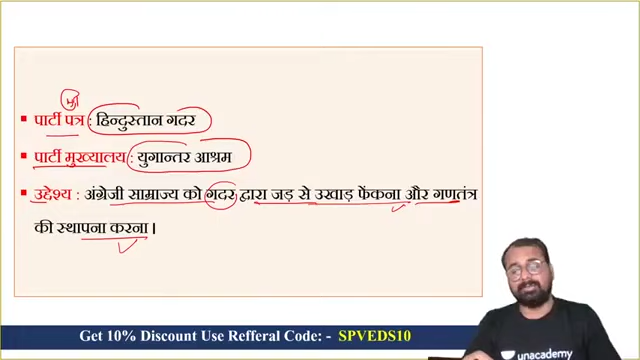 ▪ पार्टी पत्र : हिन्दुस्तान गदर
▪ पार्टी मुख्यालय : युगान्तर आश्रम
▪ उद्देश्य : अंग्रेजी साम्राज्य को गदर द्वारा जड़ से उखाड़ फेंकना और गणतंत्र
की स्थापना करना ।
unacademy
Get 10% Discount Use Refferal Code: - SPVEDS10